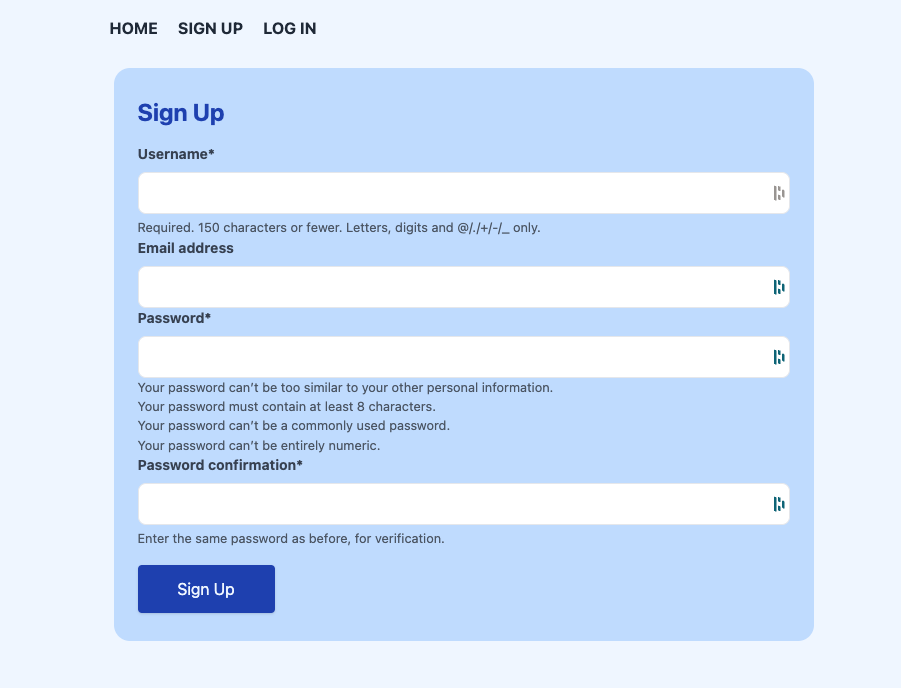 HOME SIGN UP LOG IN
Sign Up
Username*
Required. 150 characters or fewer. Letters, digits and @/./+/-/_ only.
Email address
Password*
Your password can’t be too similar to your other personal information.
Your password must contain at least 8 characters.
Your password can’t be a commonly used password.
Your password can’t be entirely numeric.
Password confirmation*
Enter the same password as before, for verification.
Sign Up